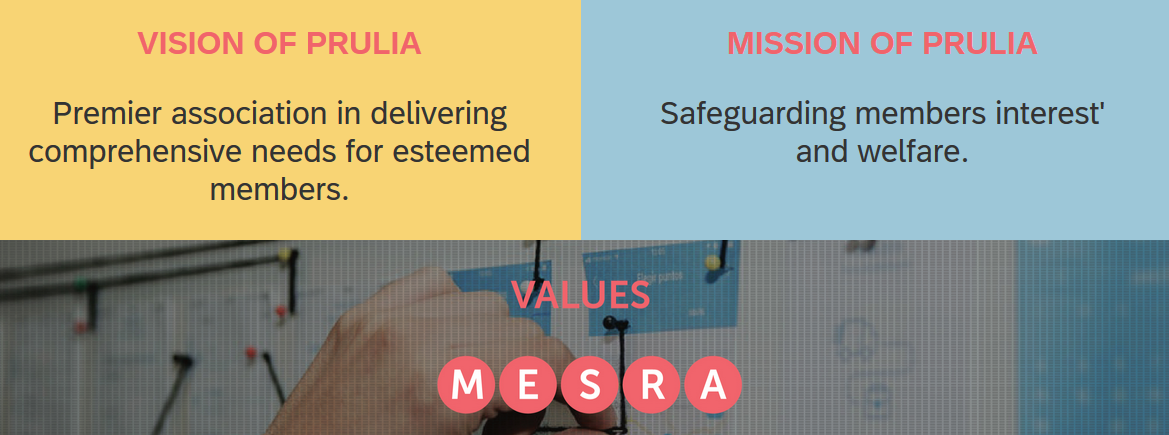 VISION OF PRULIA
Premier association in delivering
comprehensive needs for esteemed
members.
MISSION OF PRULIA
Safeguarding members interest'
and welfare.
VALUES
M E S R A